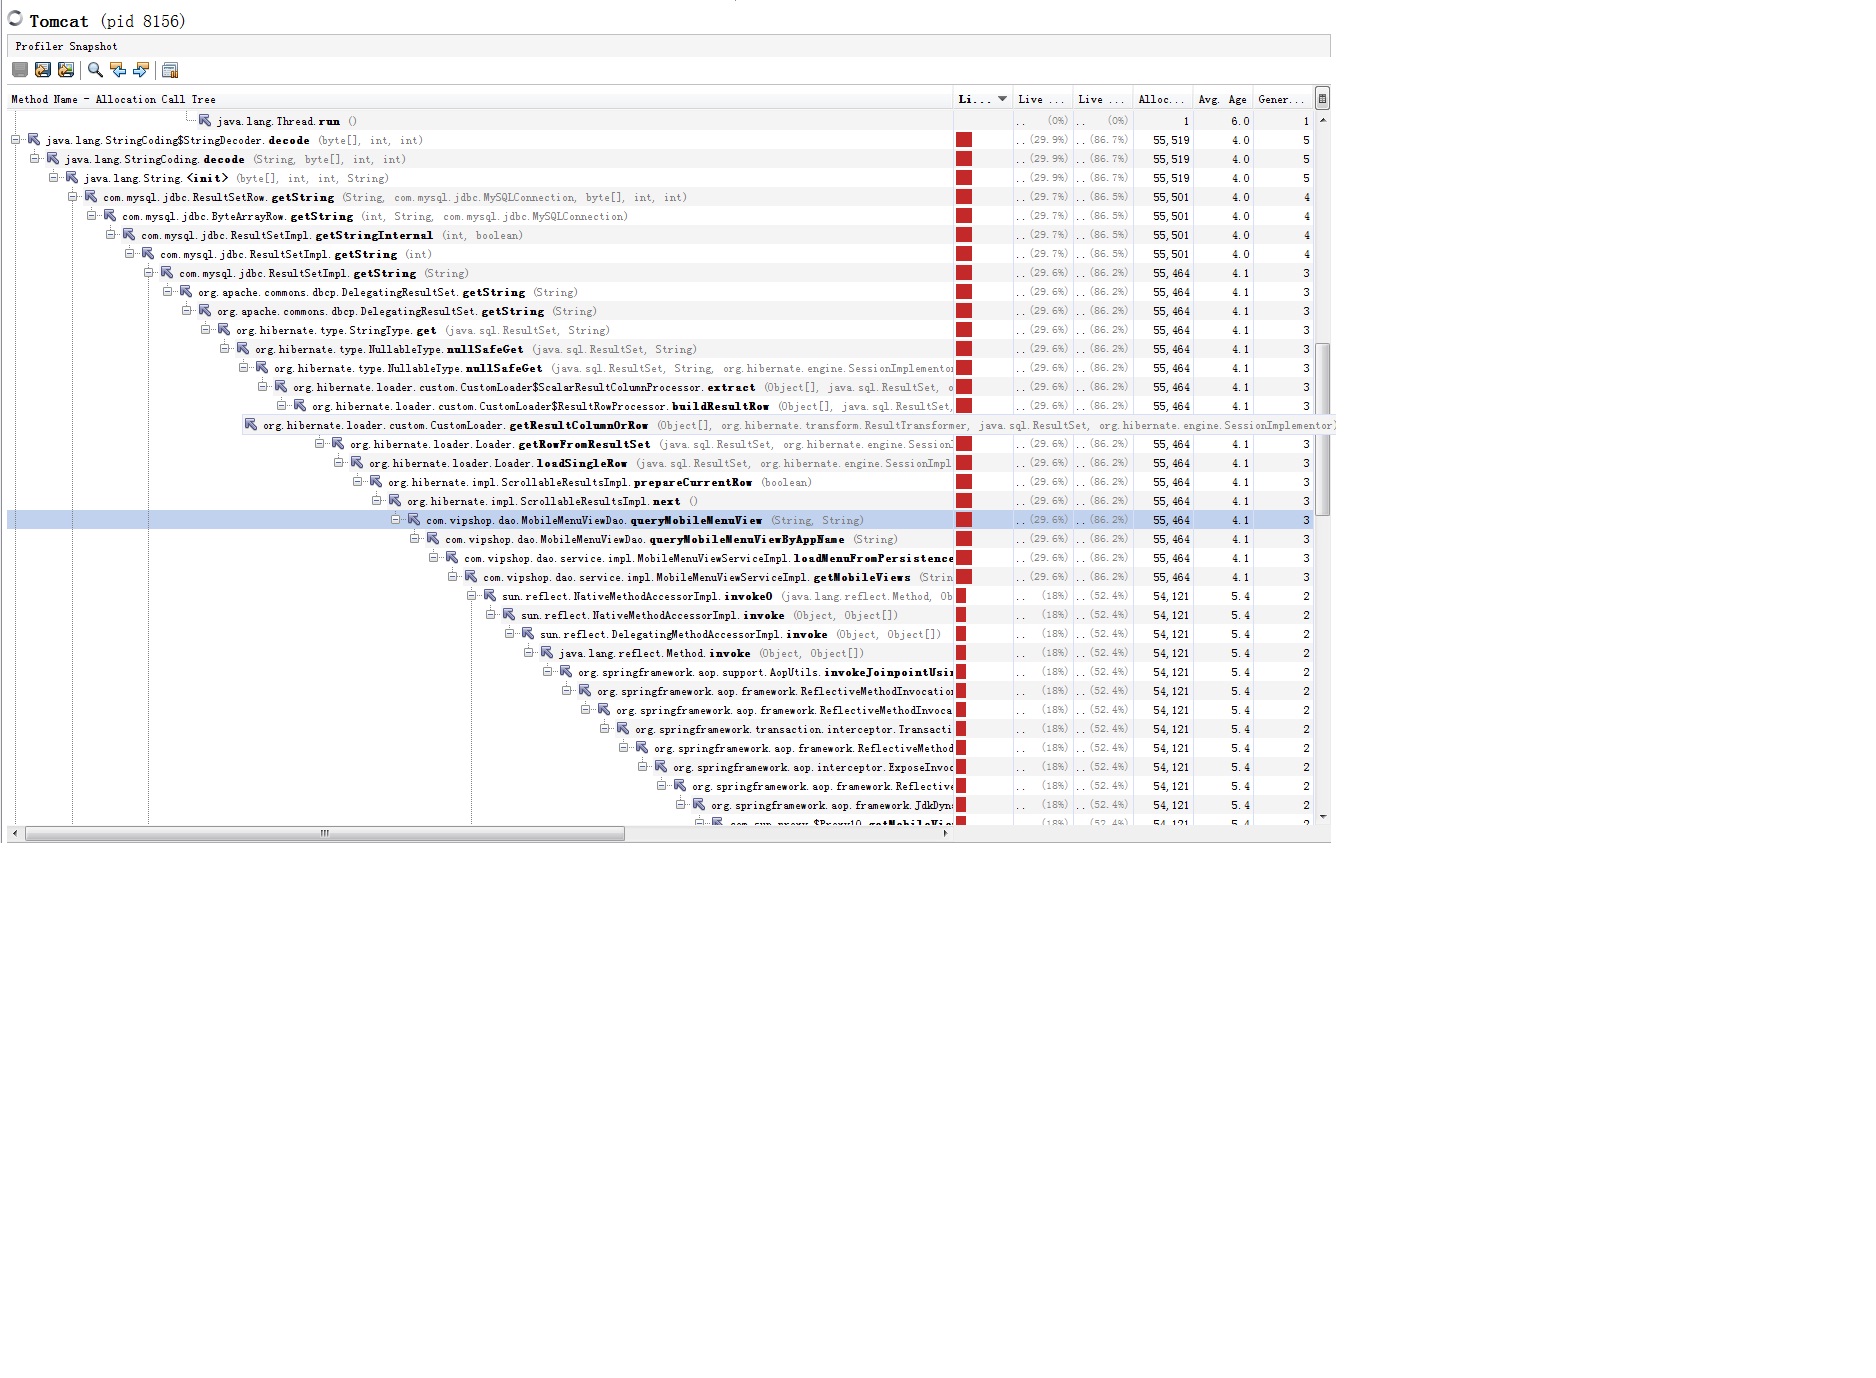 Tomcat (pid 8156)
Profiler Snapshot
Method Name - Allocation Call Tree Li... Live ... Live ... Alloc... Avg. Age Gener...
java.lang.Thread.run () .. (0%) .. (0%) 1 6.0 1
java.lang.StringCoding$StringDecoder.decode (byte[], int, int) .. (29.9%) .. (86.7%) 55,519 4.0 5
java.lang.StringCoding.decode (String, byte[], int, int) .. (29.9%) .. (86.7%) 55,519 4.0 5
java.lang.String.<init> (byte[], int, int, String) .. (29.9%) .. (86.7%) 55,519 4.0 5
com.mysql.jdbc.ResultSetRow.getString (String, com.mysql.jdbc.MySQLConnection, byte[], int, int) .. (29.7%) .. (86.5%) 55,501 4.0 4
com.mysql.jdbc.ByteArrayRow.getString (int, String, com.mysql.jdbc.MySQLConnection) .. (29.7%) .. (86.5%) 55,501 4.0 4
com.mysql.jdbc.ResultSetImpl.getStringInternal (int, boolean) .. (29.7%) .. (86.5%) 55,501 4.0 4
com.mysql.jdbc.ResultSetImpl.getString (int) .. (29.7%) .. (86.5%) 55,501 4.0 4
com.mysql.jdbc.ResultSetImpl.getString (String) .. (29.6%) .. (86.2%) 55,464 4.1 3
org.apache.commons.dbcp.DelegatingResultSet.getString (String) .. (29.6%) .. (86.2%) 55,464 4.1 3
org.apache.commons.dbcp.DelegatingResultSet.getString (String) .. (29.6%) .. (86.2%) 55,464 4.1 3
org.hibernate.type.StringType.get (java.sql.ResultSet, String) .. (29.6%) .. (86.2%) 55,464 4.1 3
org.hibernate.type.NullableType.nullSafeGet (java.sql.ResultSet, String) .. (29.6%) .. (86.2%) 55,464 4.1 3
org.hibernate.type.NullableType.nullSafeGet (java.sql.ResultSet, String, org.hibernate.engine.SessionImplementor .. (29.6%) .. (86.2%) 55,464 4.1 3
org.hibernate.loader.custom.CustomLoader$ScalarResultColumnProcessor.extract (Object[], java.sql.ResultSet, o .. (29.6%) .. (86.2%) 55,464 4.1 3
org.hibernate.loader.custom.CustomLoader$ResultRowProcessor.buildResultRow (Object[], java.sql.ResultSet, .. (29.6%) .. (86.2%) 55,464 4.1 3
org.hibernate.loader.custom.CustomLoader.getResultColumnOrRow (Object[], org.hibernate.transform.ResultTransformer, java.sql.ResultSet, org.hibernate.engine.SessionImplementor)
org.hibernate.loader.Loader.getRowFromResultSet (java.sql.ResultSet, org.hibernate.engine.Session .. (29.6%) .. (86.2%) 55,464 4.1 3
org.hibernate.loader.Loader.loadSingleRow (java.sql.ResultSet, org.hibernate.engine.SessionImpl .. (29.6%) .. (86.2%) 55,464 4.1 3
org.hibernate.impl.ScrollableResultsImpl.prepareCurrentRow (boolean) .. (29.6%) .. (86.2%) 55,464 4.1 3
org.hibernate.impl.ScrollableResultsImpl.next () .. (29.6%) .. (86.2%) 55,464 4.1 3
com.vipshop.dao.MobileMenuViewDao.queryMobileMenuView (String, String) .. (29.6%) .. (86.2%) 55,464 4.1 3
com.vipshop.dao.MobileMenuViewDao.queryMobileMenuViewByAppName (String) .. (29.6%) .. (86.2%) 55,464 4.1 3
com.vipshop.dao.service.impl.MobileMenuViewServiceImpl.loadMenuFromPersistence .. (29.6%) .. (86.2%) 55,464 4.1 3
com.vipshop.dao.service.impl.MobileMenuViewServiceImpl.getMobileViews (Strin .. (29.6%) .. (86.2%) 55,464 4.1 3
sun.reflect.NativeMethodAccessorImpl.invoke0 (java.lang.reflect.Method, Ob .. (18%) .. (52.4%) 54,121 5.4 2
sun.reflect.NativeMethodAccessorImpl.invoke (Object, Object[]) .. (18%) .. (52.4%) 54,121 5.4 2
sun.reflect.DelegatingMethodAccessorImpl.invoke (Object, Object[]) .. (18%) .. (52.4%) 54,121 5.4 2
java.lang.reflect.Method.invoke (Object, Object[]) .. (18%) .. (52.4%) 54,121 5.4 2
org.springframework.aop.support.AopUtils.invokeJoinpointUsin .. (18%) .. (52.4%) 54,121 5.4 2
org.springframework.aop.framework.ReflectiveMethodInvocation .. (18%) .. (52.4%) 54,121 5.4 2
org.springframework.aop.framework.ReflectiveMethodInvoca .. (18%) .. (52.4%) 54,121 5.4 2
org.springframework.transaction.interceptor.Transacti .. (18%) .. (52.4%) 54,121 5.4 2
org.springframework.aop.framework.ReflectiveMethod .. (18%) .. (52.4%) 54,121 5.4 2
org.springframework.aop.interceptor.ExposeInvoc .. (18%) .. (52.4%) 54,121 5.4 2
org.springframework.aop.framework.Reflective .. (18%) .. (52.4%) 54,121 5.4 2
org.springframework.aop.framework.JdkDyn .. (18%) .. (52.4%) 54,121 5.4 2
com.sun.proxy.$Proxy10.getMobileVie .. (18%) .. (52.4%) 54,121 5.4 2